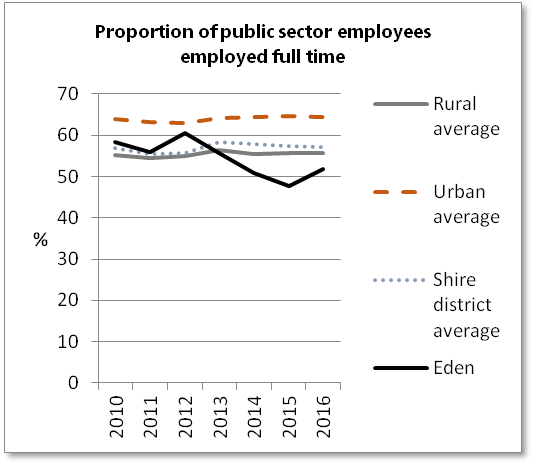 Proportion of public sector employees
employed full time
70
60
50
40
30
20
10
0
%
2010
2011
2012
2013
2014
2015
2016
Rural
average
Urban
average
Shire
district
average
Eden